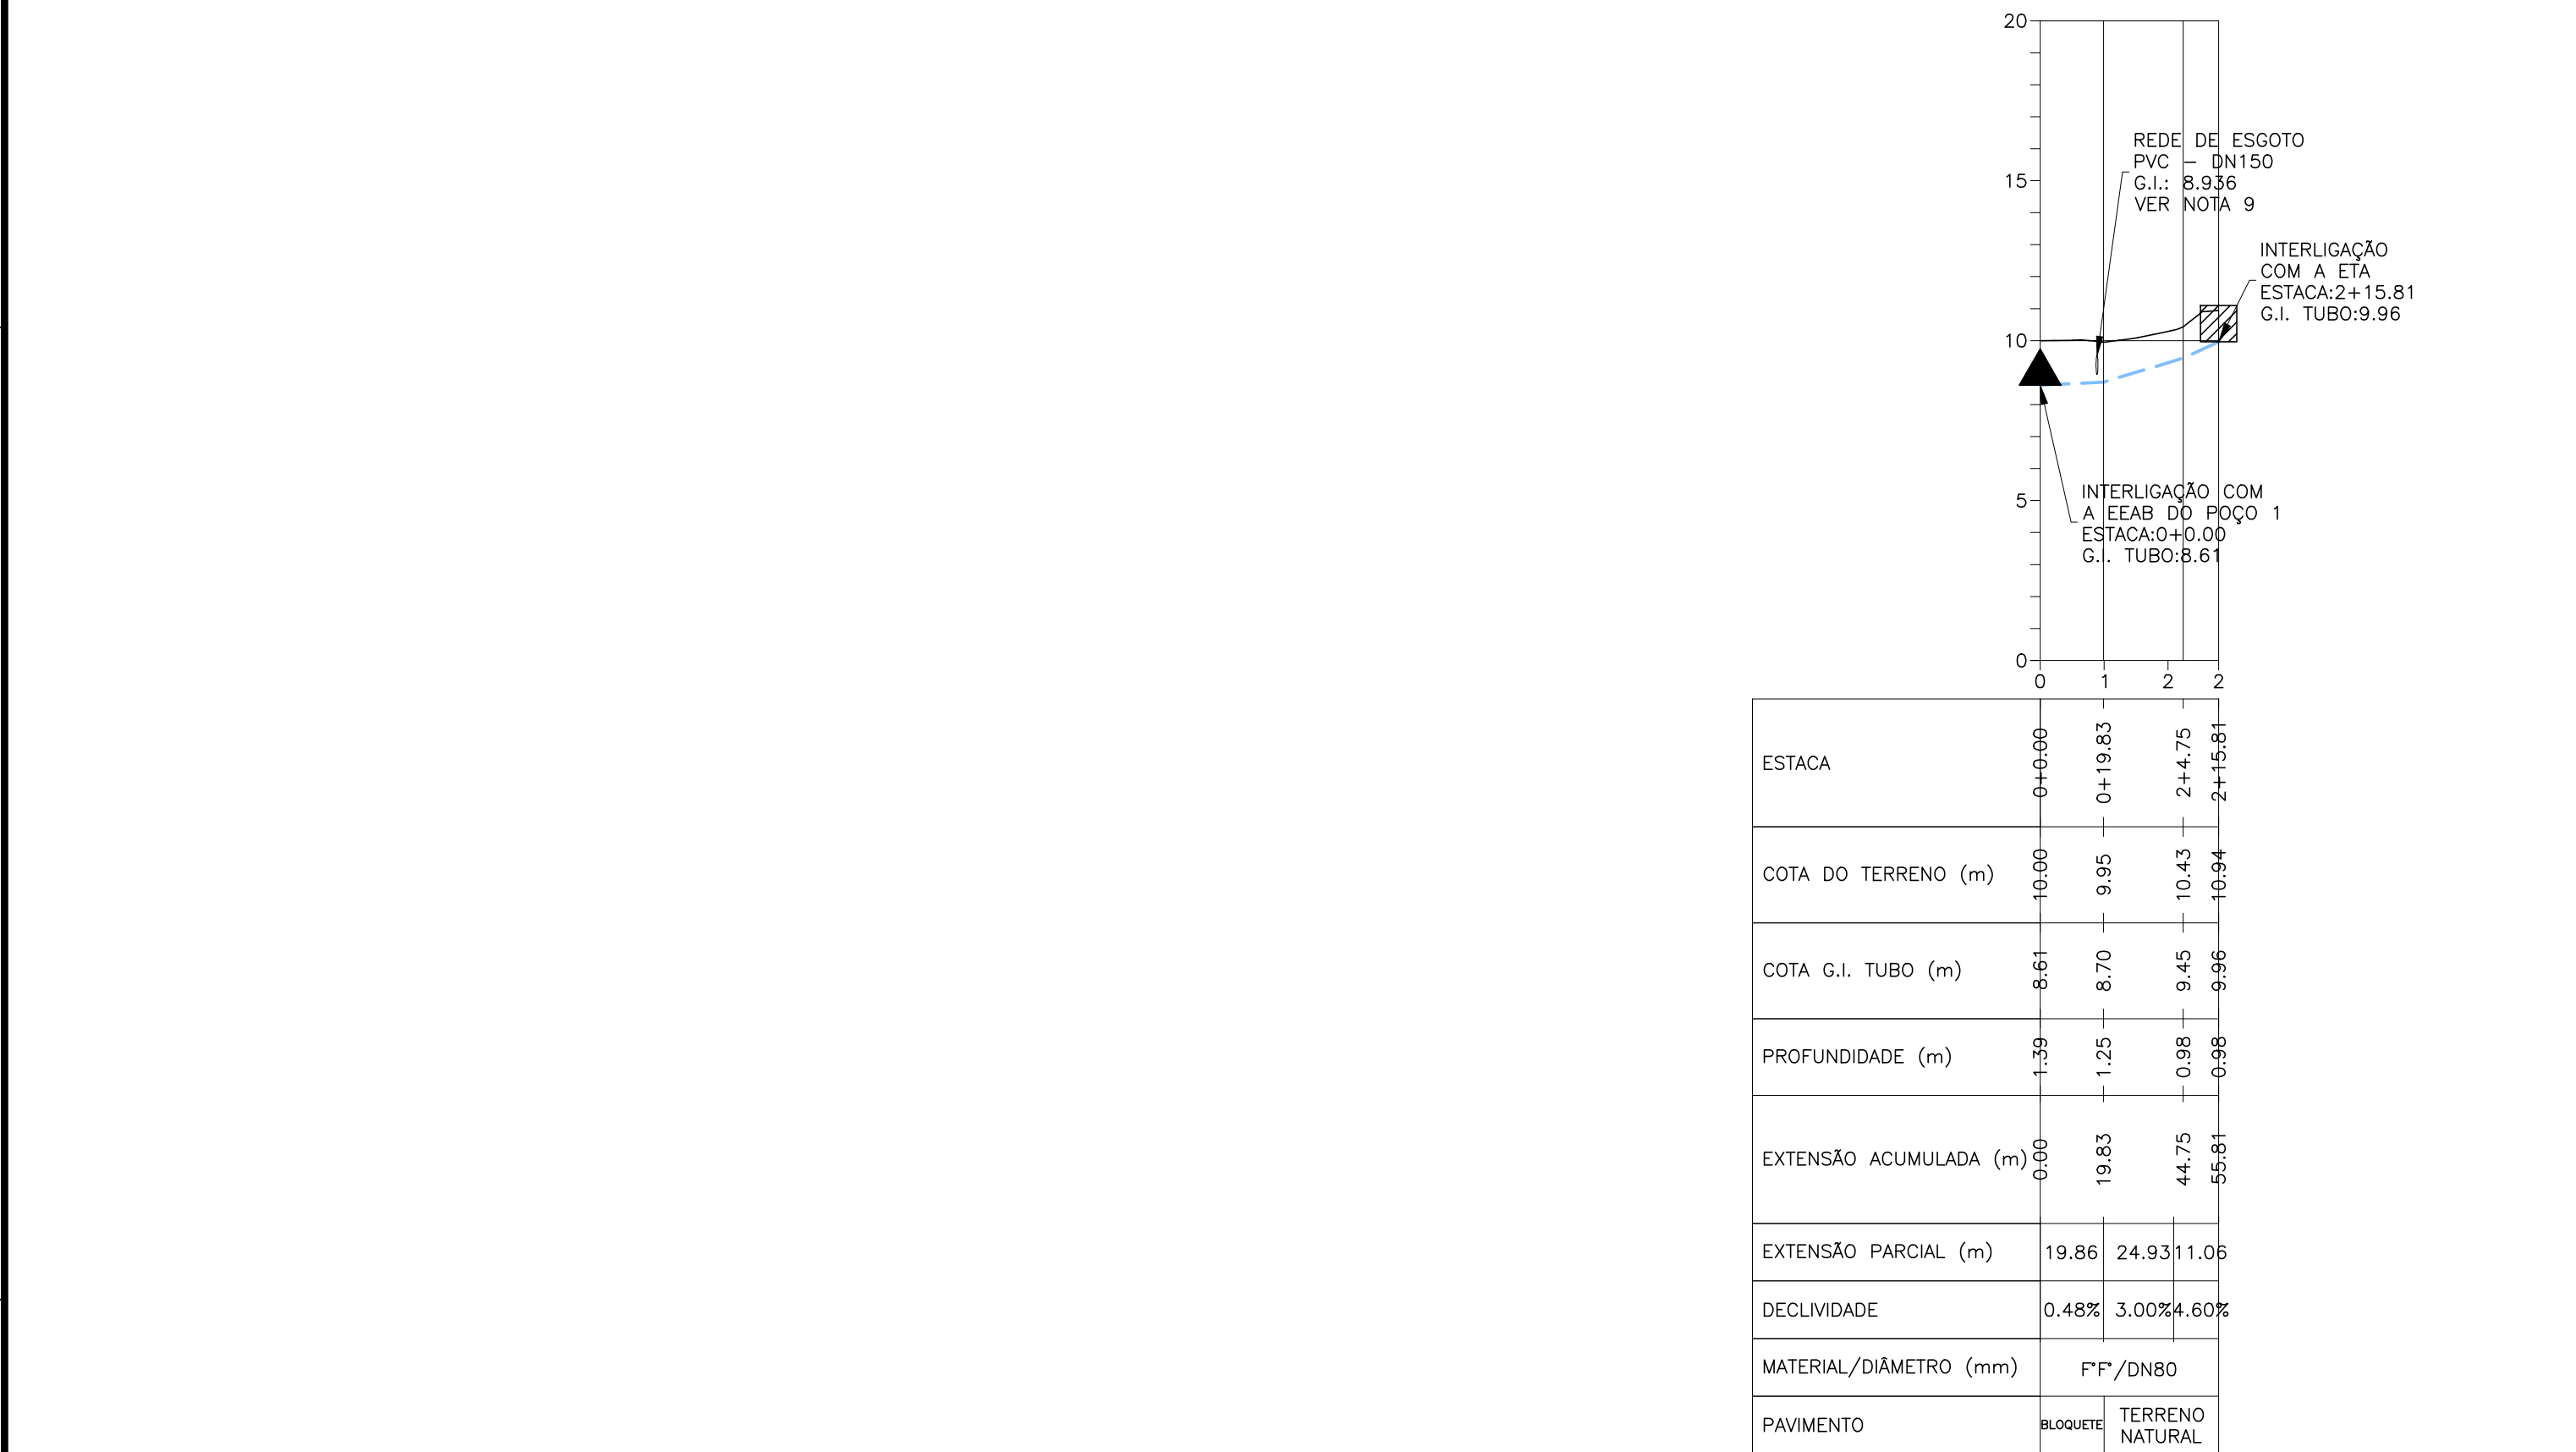 20
REDE DE ESGOTO
PVC – DN150
G.I.: 8.936
VER NOTA 9
15
INTERLIGAÇÃO
COM A ETA
ESTACA:2+15.81
G.I. TUBO:9.96
10
INTERLIGAÇÃO COM
A EEAB DO POÇO 1
ESTACA:0+0.00
G.I. TUBO:8.61
5
0
0 1 2 2
ESTACA 0+0.00 0+19.83 2+4.75 2+15.81
COTA DO TERRENO (m) 10.00 9.95 10.43 10.94
COTA G.I. TUBO (m) 8.61 8.70 9.45 9.96
PROFUNDIDADE (m) 1.39 1.25 0.98 0.98
EXTENSÃO ACUMULADA (m) 0.00 19.83 44.75 55.81
EXTENSÃO PARCIAL (m) 19.86 24.93 11.06
DECLIVIDADE 0.48% 3.00% 4.60%
MATERIAL/DIÂMETRO (mm) F°F°/DN80
PAVIMENTO BLOQUETE TERRENO
NATURAL